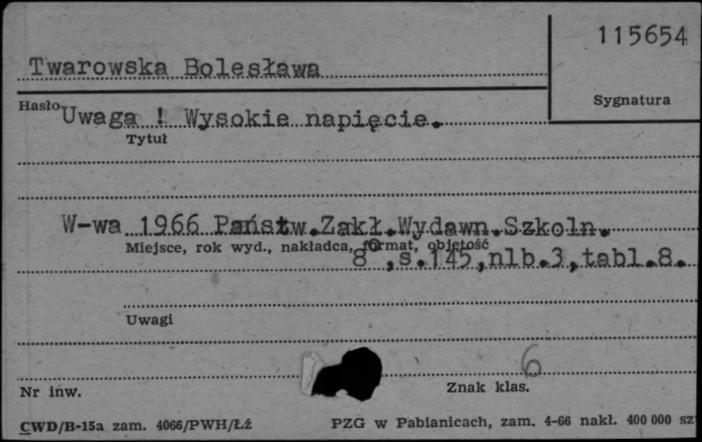 115654
Twarowska Bolesława
Sygnatura
Hasło
Uwaga ! Wysokie napięcie.
Tytuł
W-wa 1966 Państw.Zakł.Wydawn.Szkoln.
Miejsce, rok wyd., nakładca, format, objętość
8°,s.145,nlb.3,tabl.8.
Uwagi
6
Nr inw.
Znak klas.
CWD/B-15a zam. 4066/PWH/Łź PZG w Pabianicach, zam. 4-66 nakł. 400 000 sz